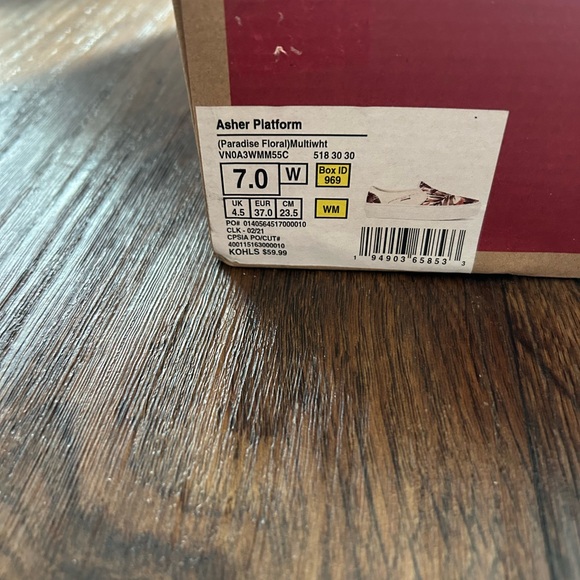 Asher Platform
(Paradise Floral)Multiwht
VN0A3WMM55C 518 30 30
7.0 W Box ID 969
UK EUR CM
4.5 37.0 23.5 WM
PO# 0140564517000010
CLK - 02/21
CPSIA PO/CUT#
400115163000010
KOHLS $59.99
1 94903 65853 3